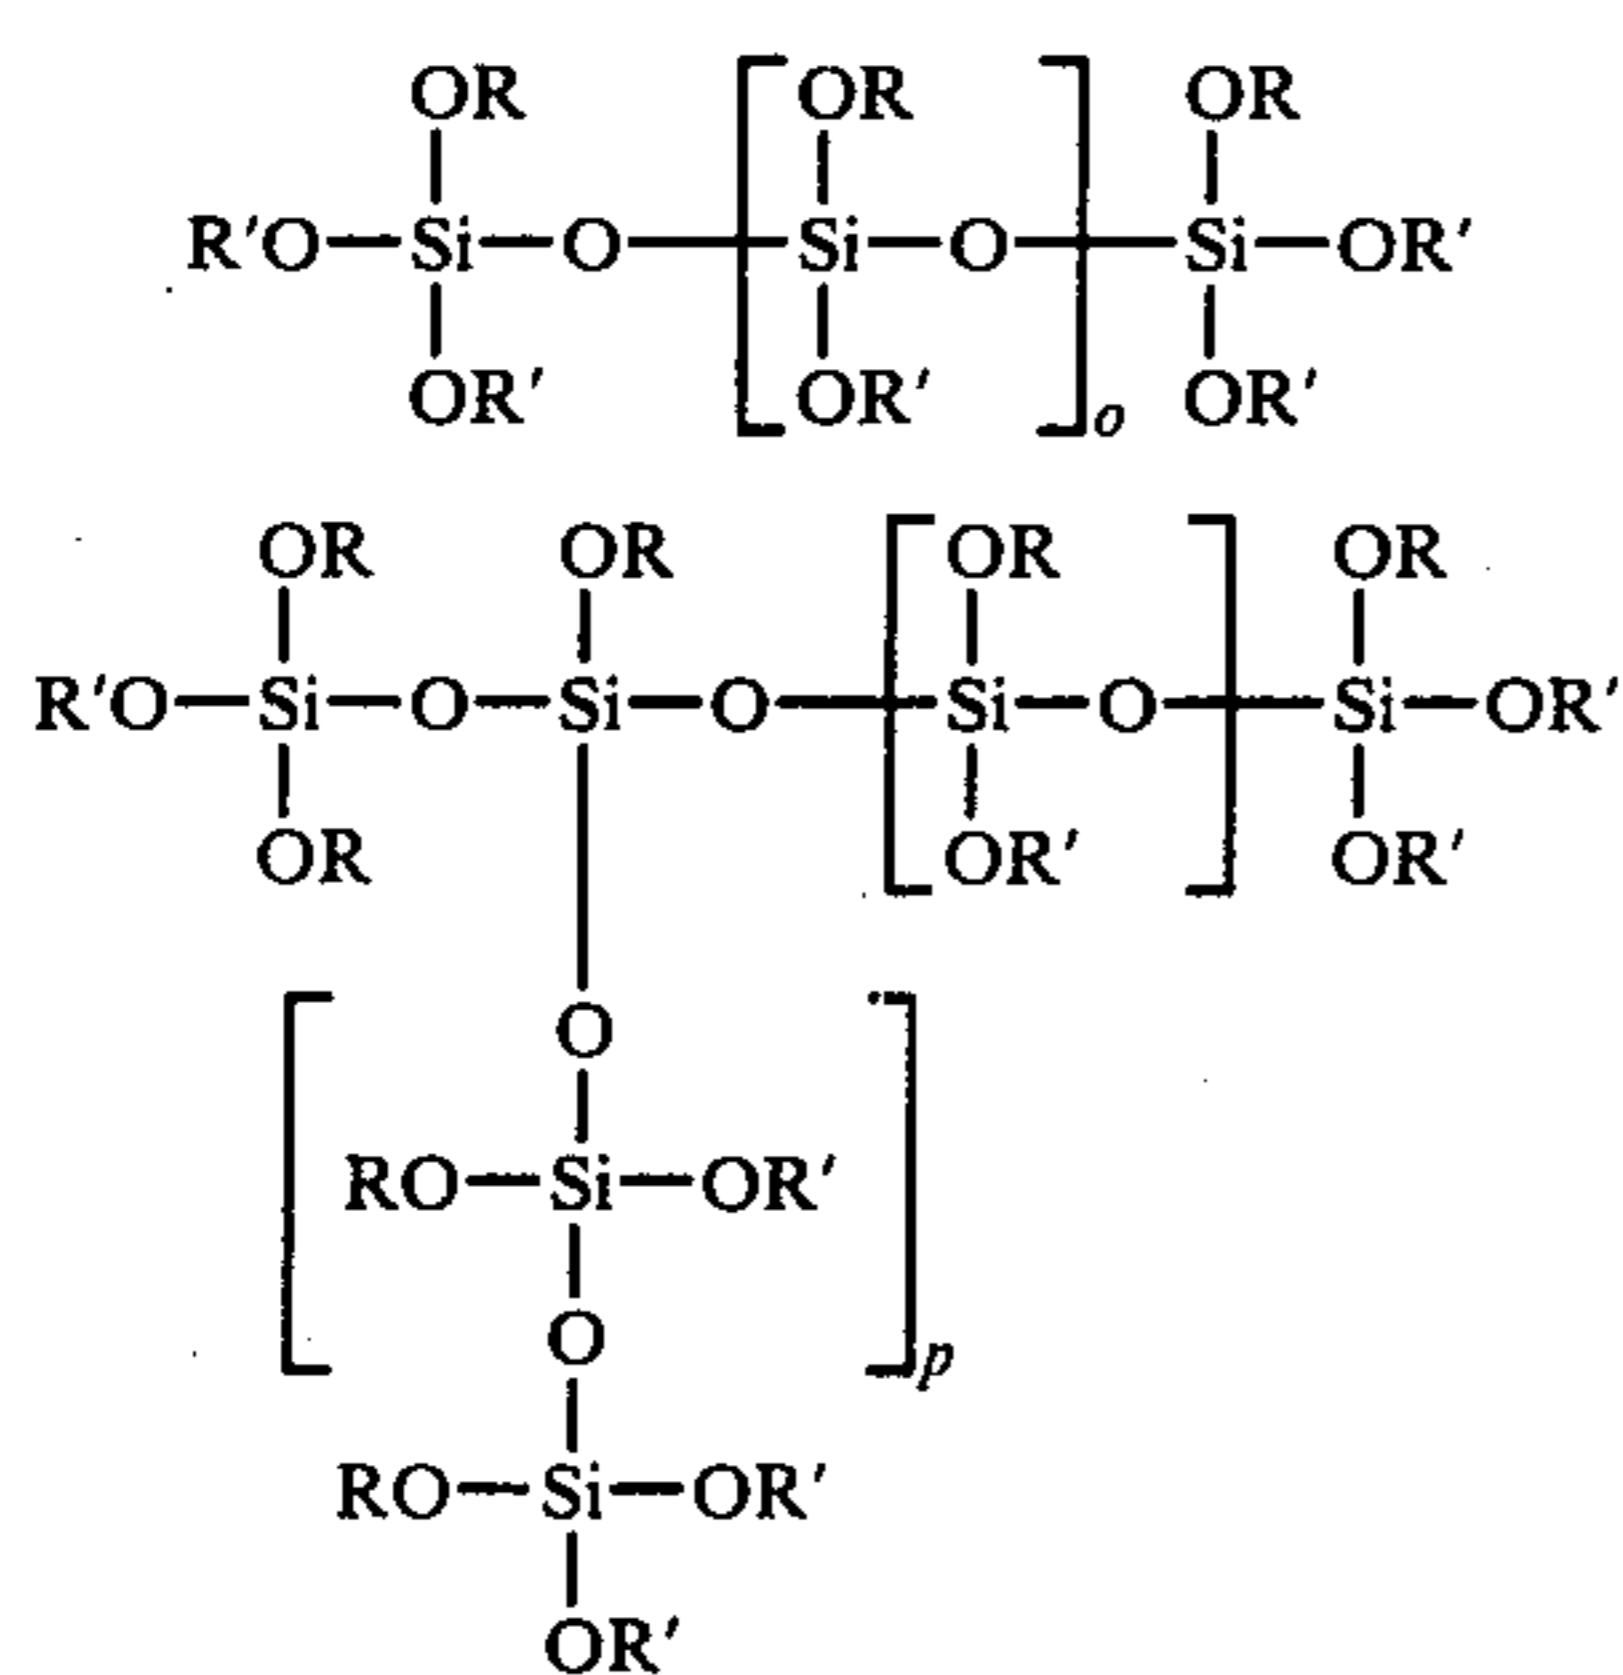 OR OR OR
R'O—Si—O—Si—O—Si—OR'
OR' OR' o OR'
OR OR OR OR
R'O—Si—O—Si—O—Si—O—Si—OR'
OR OR' OR'
O
RO—Si—OR'
O
p
RO—Si—OR'
OR'